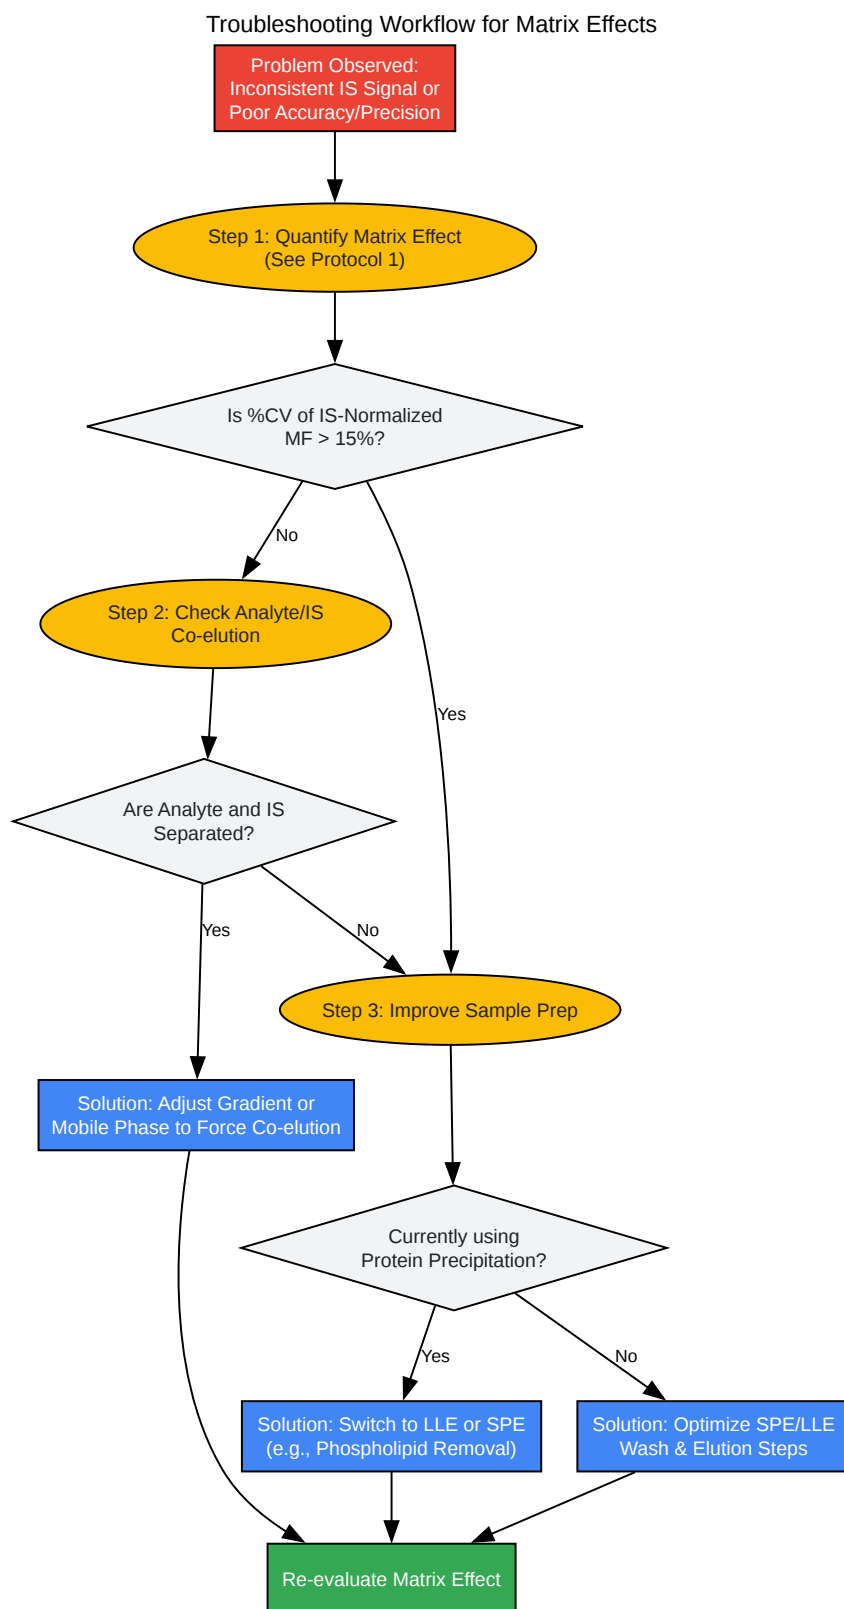 Troubleshooting Workflow for Matrix Effects
Problem Observed:
Inconsistent IS Signal or
Poor Accuracy/Precision
Step 1: Quantify Matrix Effect
(See Protocol 1)
Is %CV of IS-Normalized
MF > 15%?
No
Step 2: Check Analyte/IS
Co-elution
Yes
Are Analyte and IS
Separated?
Yes
No
Step 3: Improve Sample Prep
Solution: Adjust Gradient or
Mobile Phase to Force Co-elution
Currently using
Protein Precipitation?
Yes
No
Solution: Switch to LLE or SPE
(e.g., Phospholipid Removal)
Solution: Optimize SPE/LLE
Wash & Elution Steps
Re-evaluate Matrix Effect